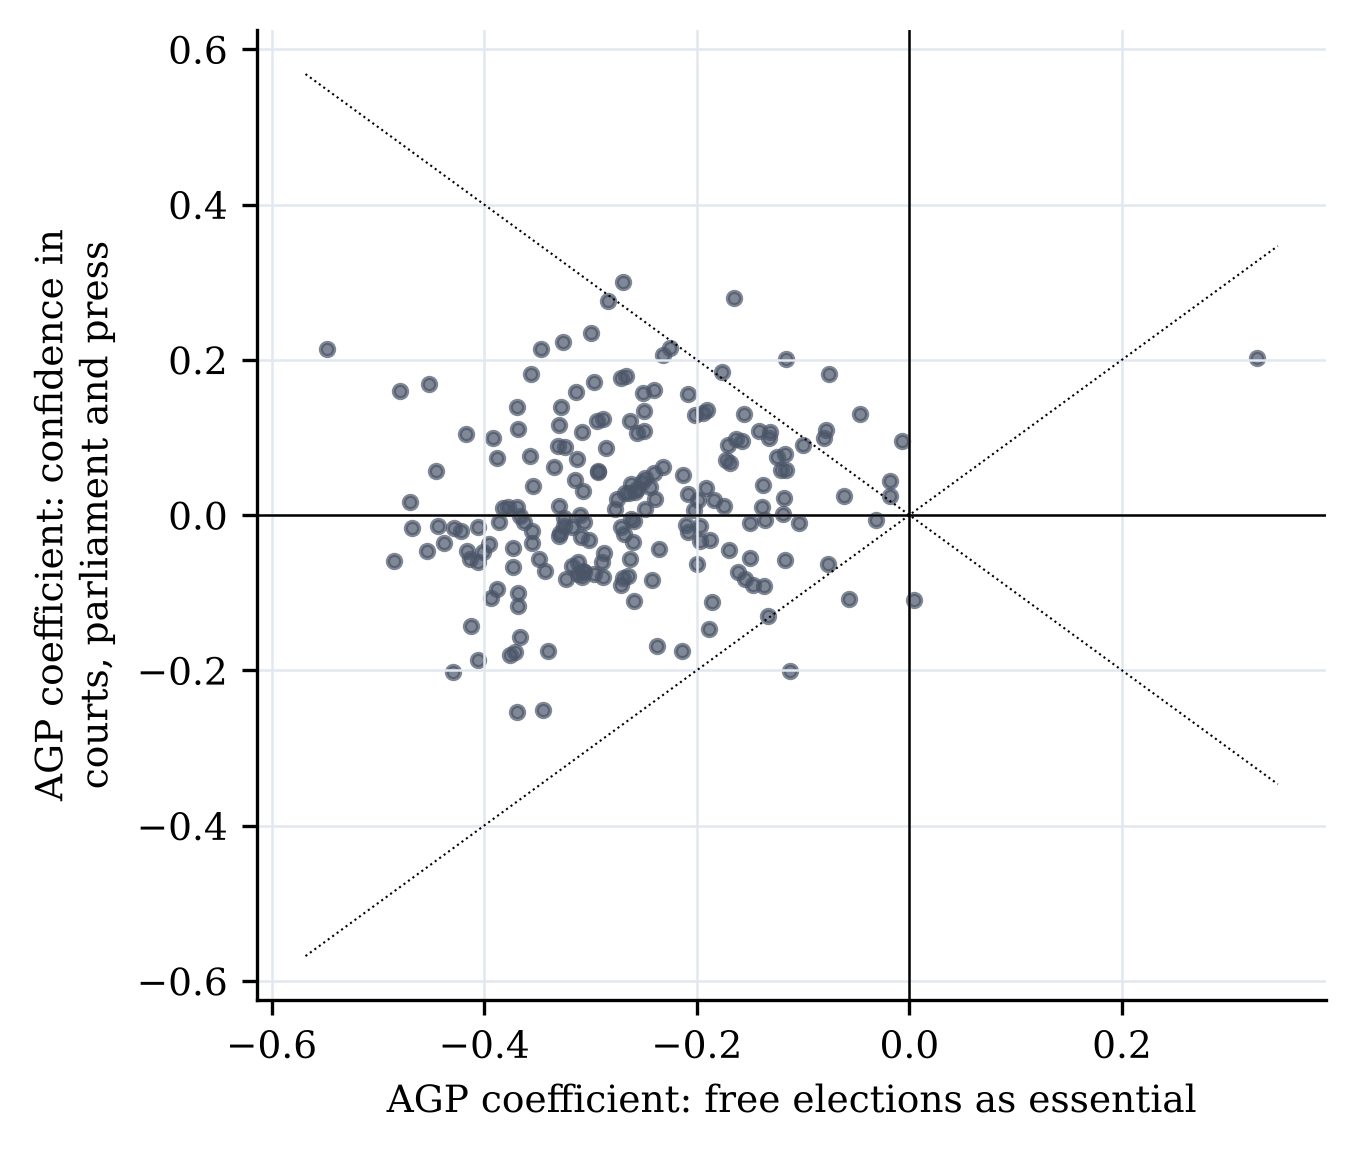 AGP coefficient: confidence in
courts, parliament and press
0.6
0.4
0.2
0.0
−0.2
−0.4
−0.6
−0.6 −0.4 −0.2 0.0 0.2
AGP coefficient: free elections as essential